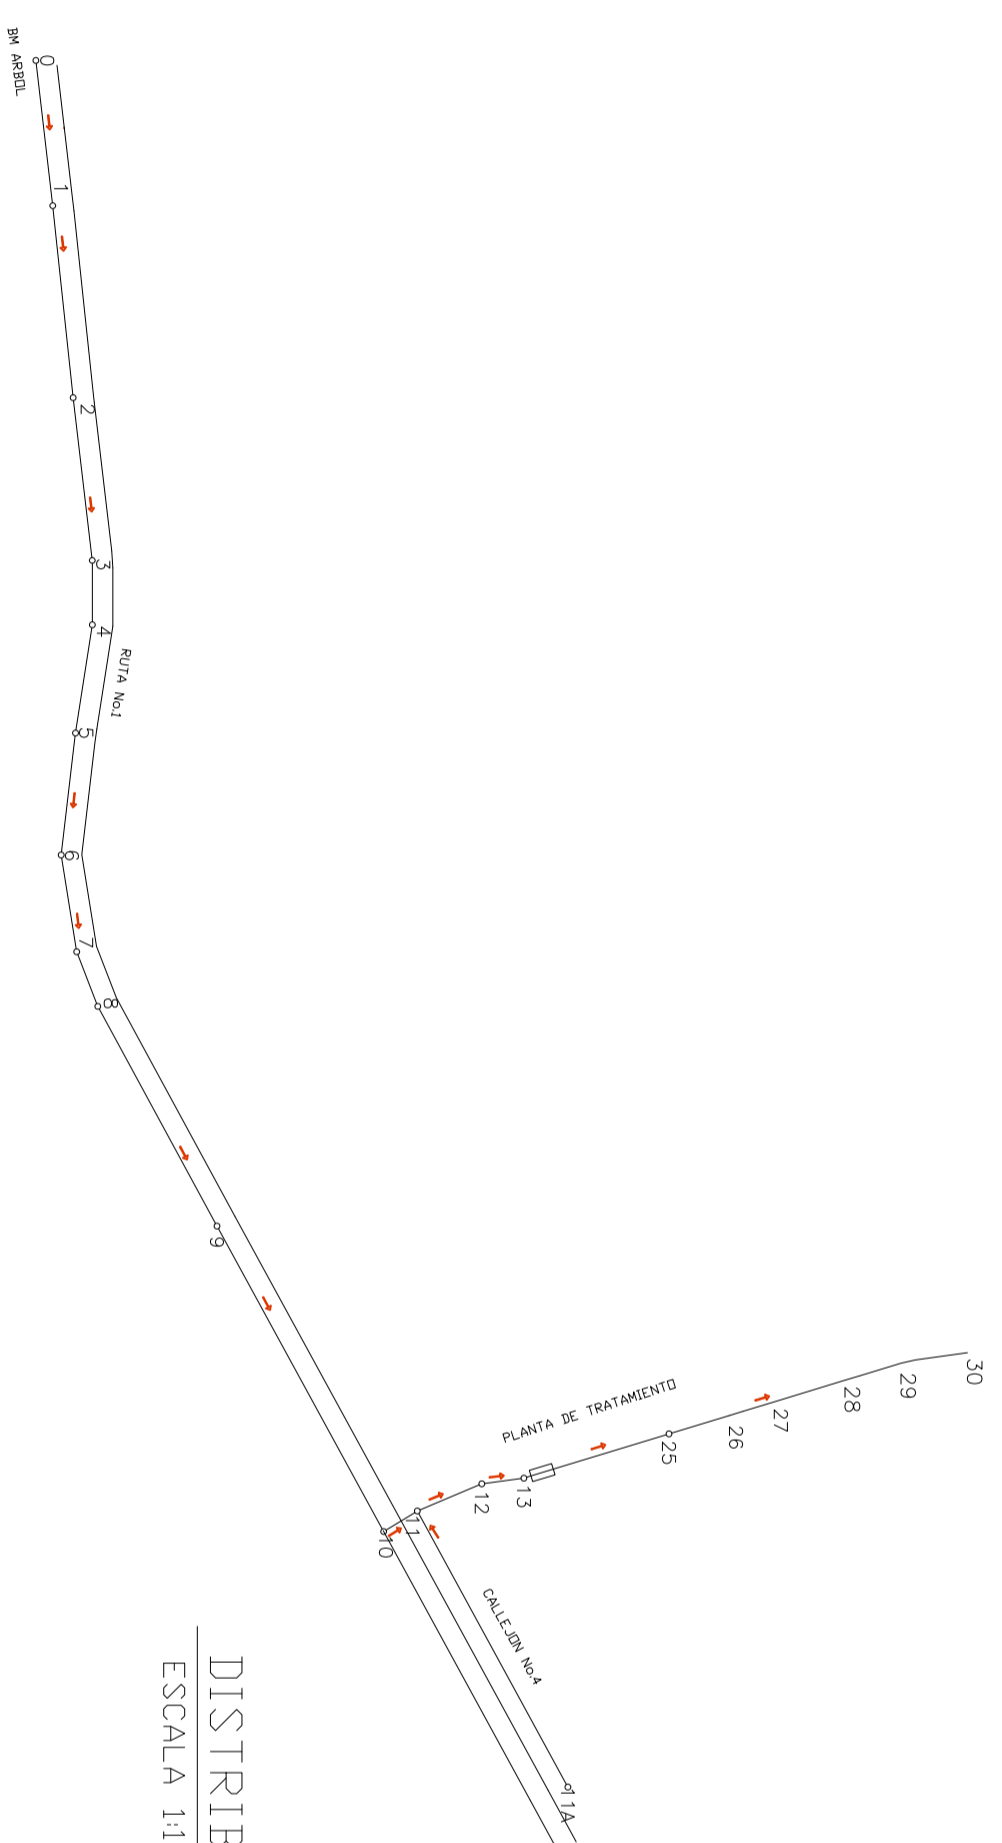 BM ARBOL
0
1
2
3
4
RUTA No.1
5
6
7
8
9
10
11
12
13
PLANTA DE TRATAMIENTO
25
26
27
28
29
30
CALLEJON No.4
11A
DISTRIB
ESCALA 1:1